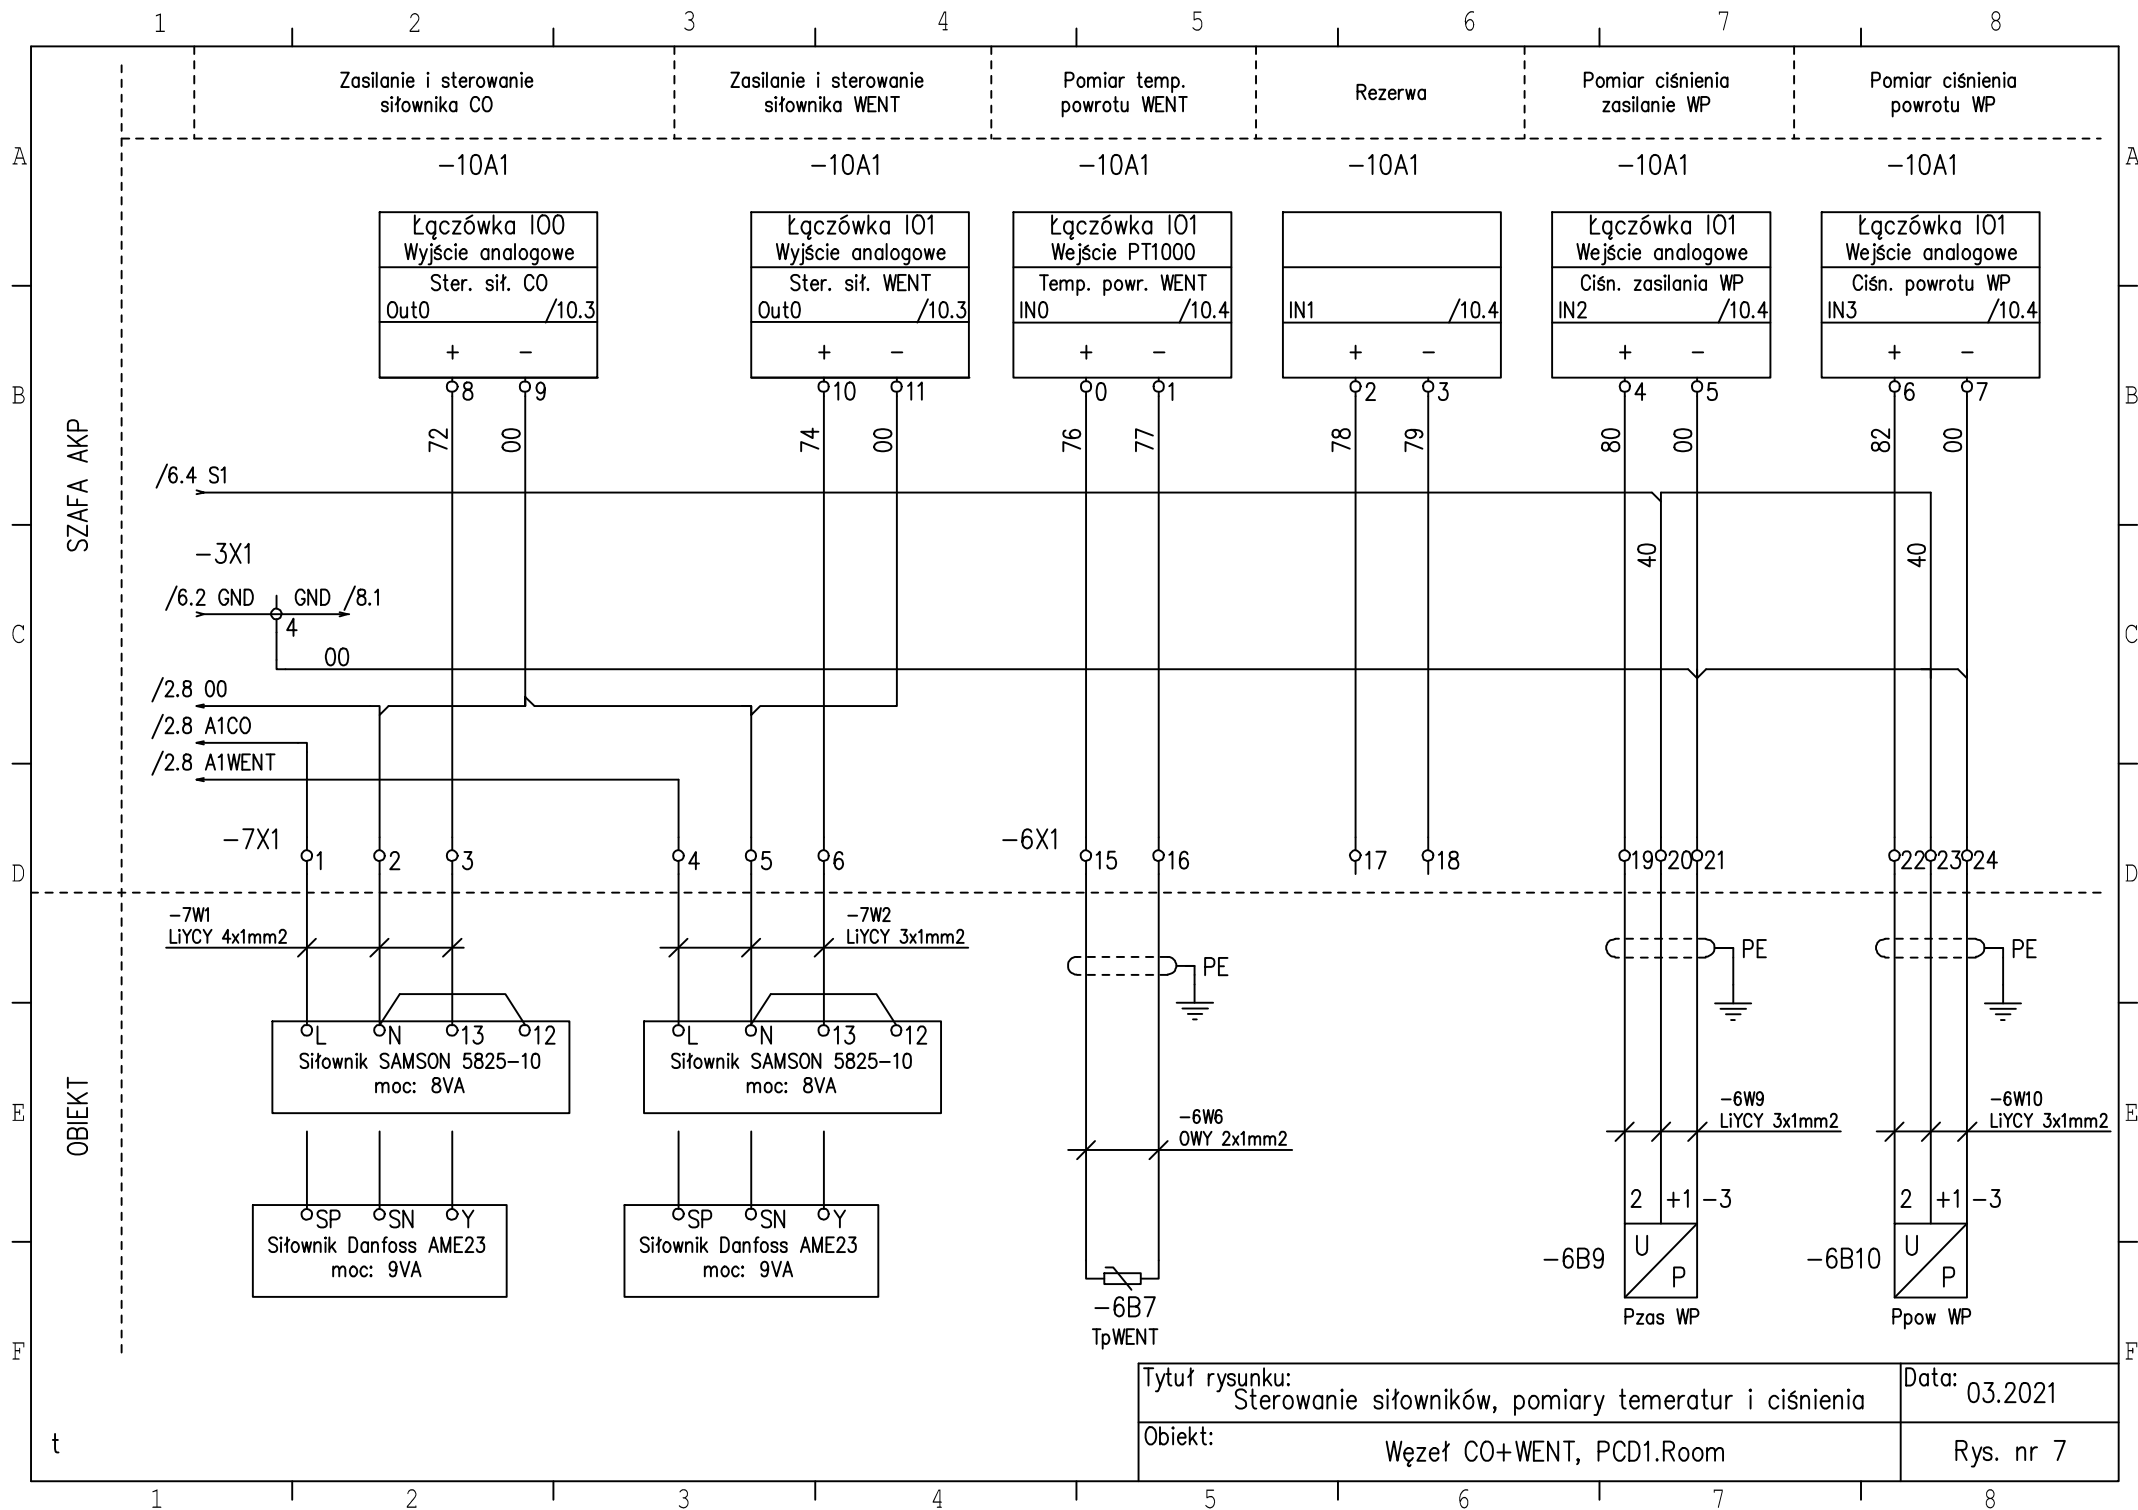 1 2 3 4 5 6 7 8
Zasilanie i sterowanie
siłownika CO
Zasilanie i sterowanie
siłownika WENT
Pomiar temp.
powrotu WENT
Rezerwa
Pomiar ciśnienia
zasilanie WP
Pomiar ciśnienia
powrotu WP
A A
-10A1 -10A1 -10A1 -10A1 -10A1 -10A1
Łączówka IO0
Wyjście analogowe
Ster. sił. CO
Out0 /10.3
+ -
8 9
Łączówka IO1
Wyjście analogowe
Ster. sił. WENT
Out0 /10.3
+ -
10 11
Łączówka IO1
Wejście PT1000
Temp. powr. WENT
IN0 /10.4
+ -
0 1
IN1 /10.4
+ -
2 3
Łączówka IO1
Wejście analogowe
Ciśn. zasilania WP
IN2 /10.4
+ -
4 5
Łączówka IO1
Wejście analogowe
Ciśn. powrotu WP
IN3 /10.4
+ -
6 7
B B
72 00 74 00 76 77 78 79 80 00 82 00
SZAFA AKP
/6.4 S1
40 40
-3X1
/6.2 GND GND /8.1
4
C C
00
/2.8 00
/2.8 A1CO
/2.8 A1WENT
-7X1
1 2 3 4 5 6
-6X1
15 16 17 18 19 20 21 22 23 24
D D
-7W1
LiYCY 4x1mm2
-7W2
LiYCY 3x1mm2
PE PE PE
L N 13 12
Siłownik SAMSON 5825-10
moc: 8VA
L N 13 12
Siłownik SAMSON 5825-10
moc: 8VA
OBIEKT
E E
-6W6
OWY 2x1mm2
-6W9
LiYCY 3x1mm2
-6W10
LiYCY 3x1mm2
SP SN Y
Siłownik Danfoss AME23
moc: 9VA
SP SN Y
Siłownik Danfoss AME23
moc: 9VA
-6B7
TpWENT
2 +1 -3
-6B9
U
P
Pzas WP
2 +1 -3
-6B10
U
P
Ppow WP
F F
Tytuł rysunku:
Sterowanie siłowników, pomiary temeratur i ciśnienia
Data:
03.2021
Obiekt:
Węzeł CO+WENT, PCD1.Room
Rys. nr 7
t
1 2 3 4 5 6 7 8